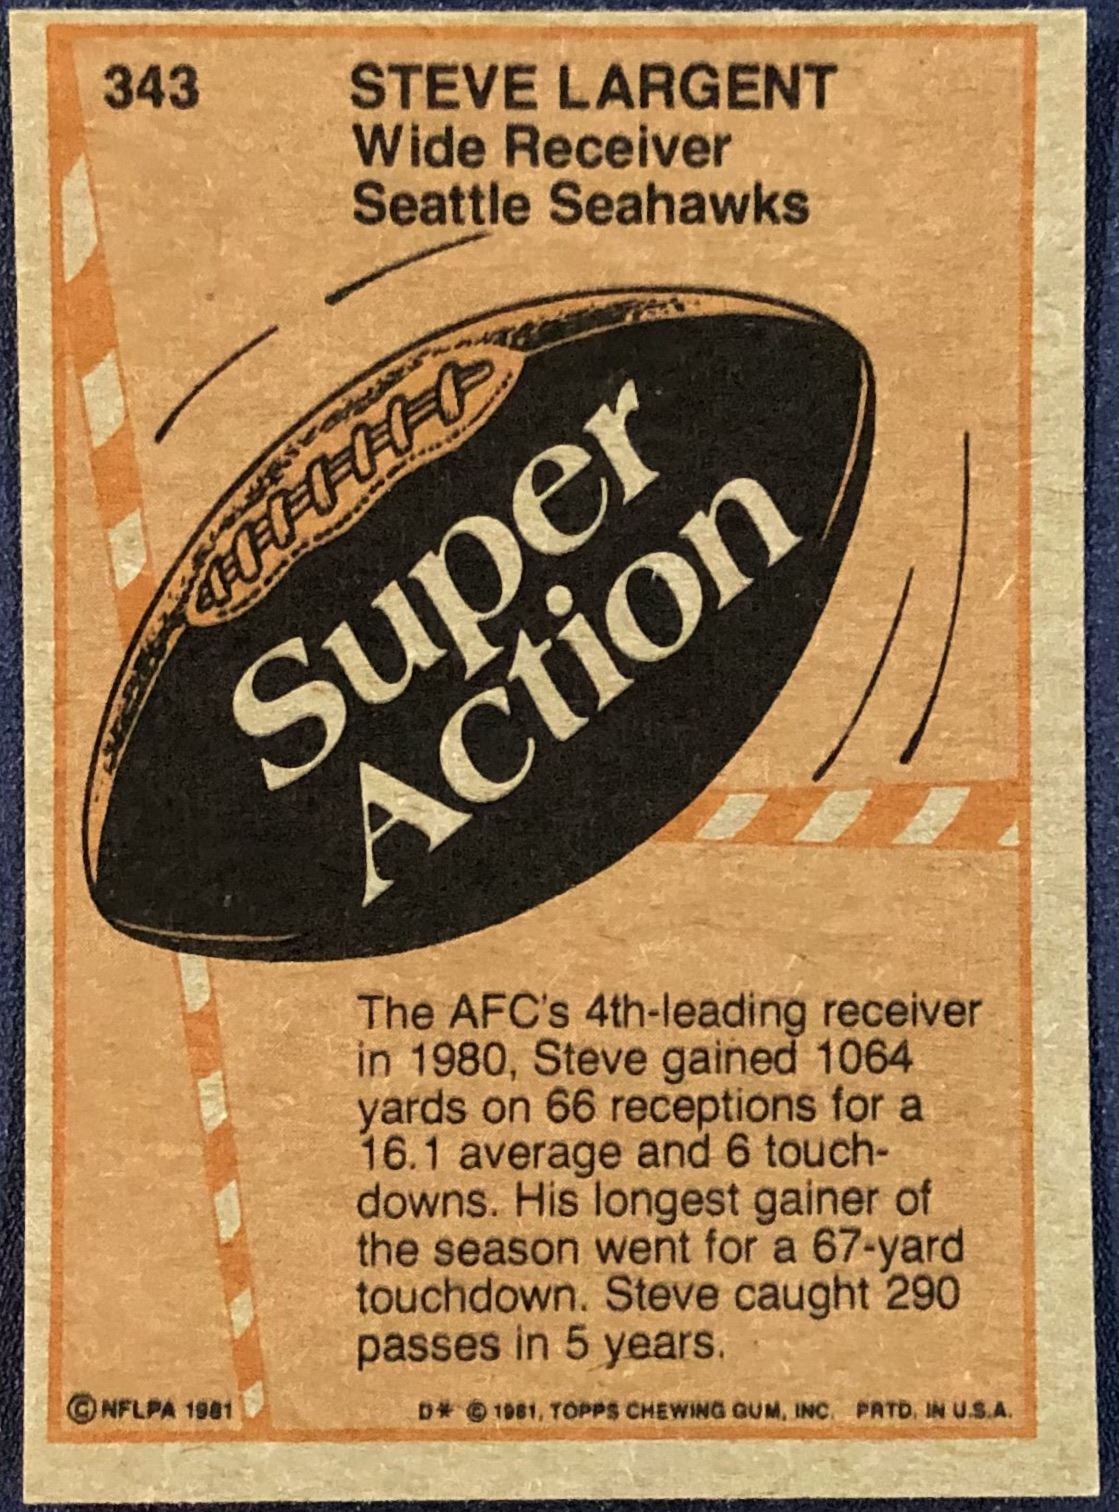 343
STEVE LARGENT
Wide Receiver
Seattle Seahawks
Super
Action
The AFC's 4th-leading receiver
in 1980, Steve gained 1064
yards on 66 receptions for a
16.1 average and 6 touch-
downs. His longest gainer of
the season went for a 67-yard
touchdown. Steve caught 290
passes in 5 years.
© NFLPA 1981
D* © 1981, TOPPS CHEWING GUM, INC. PRTD. IN U.S.A.